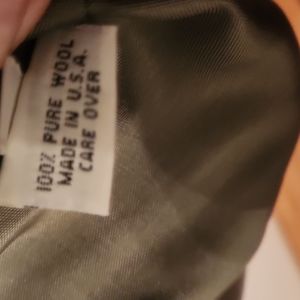 100% PURE WOOL
MADE IN U.S.A.
CARE OVER